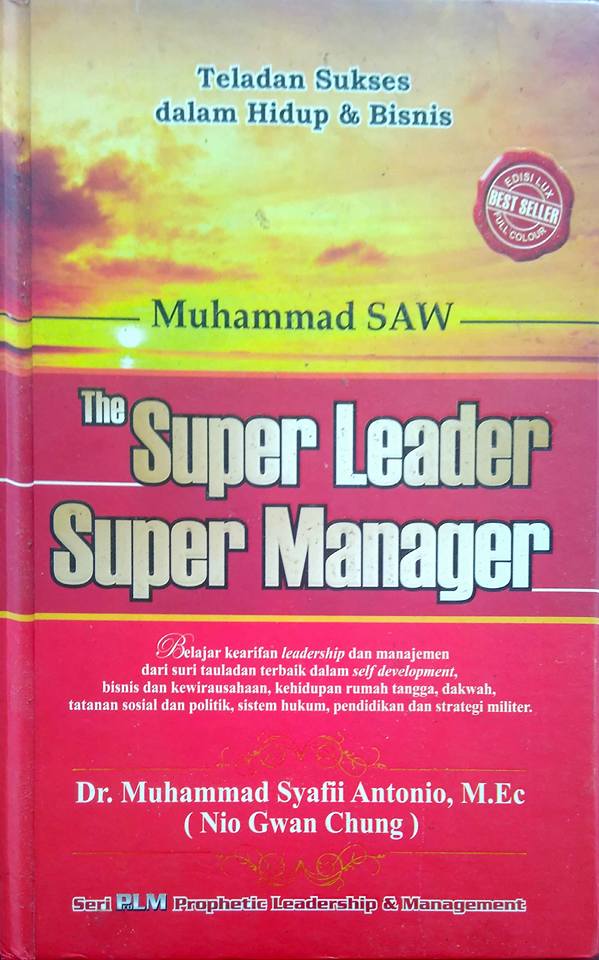 Teladan Sukses
dalam Hidup & Bisnis
EDISI LUX
BEST SELLER
FULL COLOUR
Muhammad SAW
The Super Leader
Super Manager
Belajar kearifan leadership dan manajemen
dari suri tauladan terbaik dalam self development,
bisnis dan kewirausahaan, kehidupan rumah tangga, dakwah,
tatanan sosial dan politik, sistem hukum, pendidikan dan strategi militer.
Dr. Muhammad Syafii Antonio, M.Ec
( Nio Gwan Chung )
Seri PLM Prophetic Leadership & Management